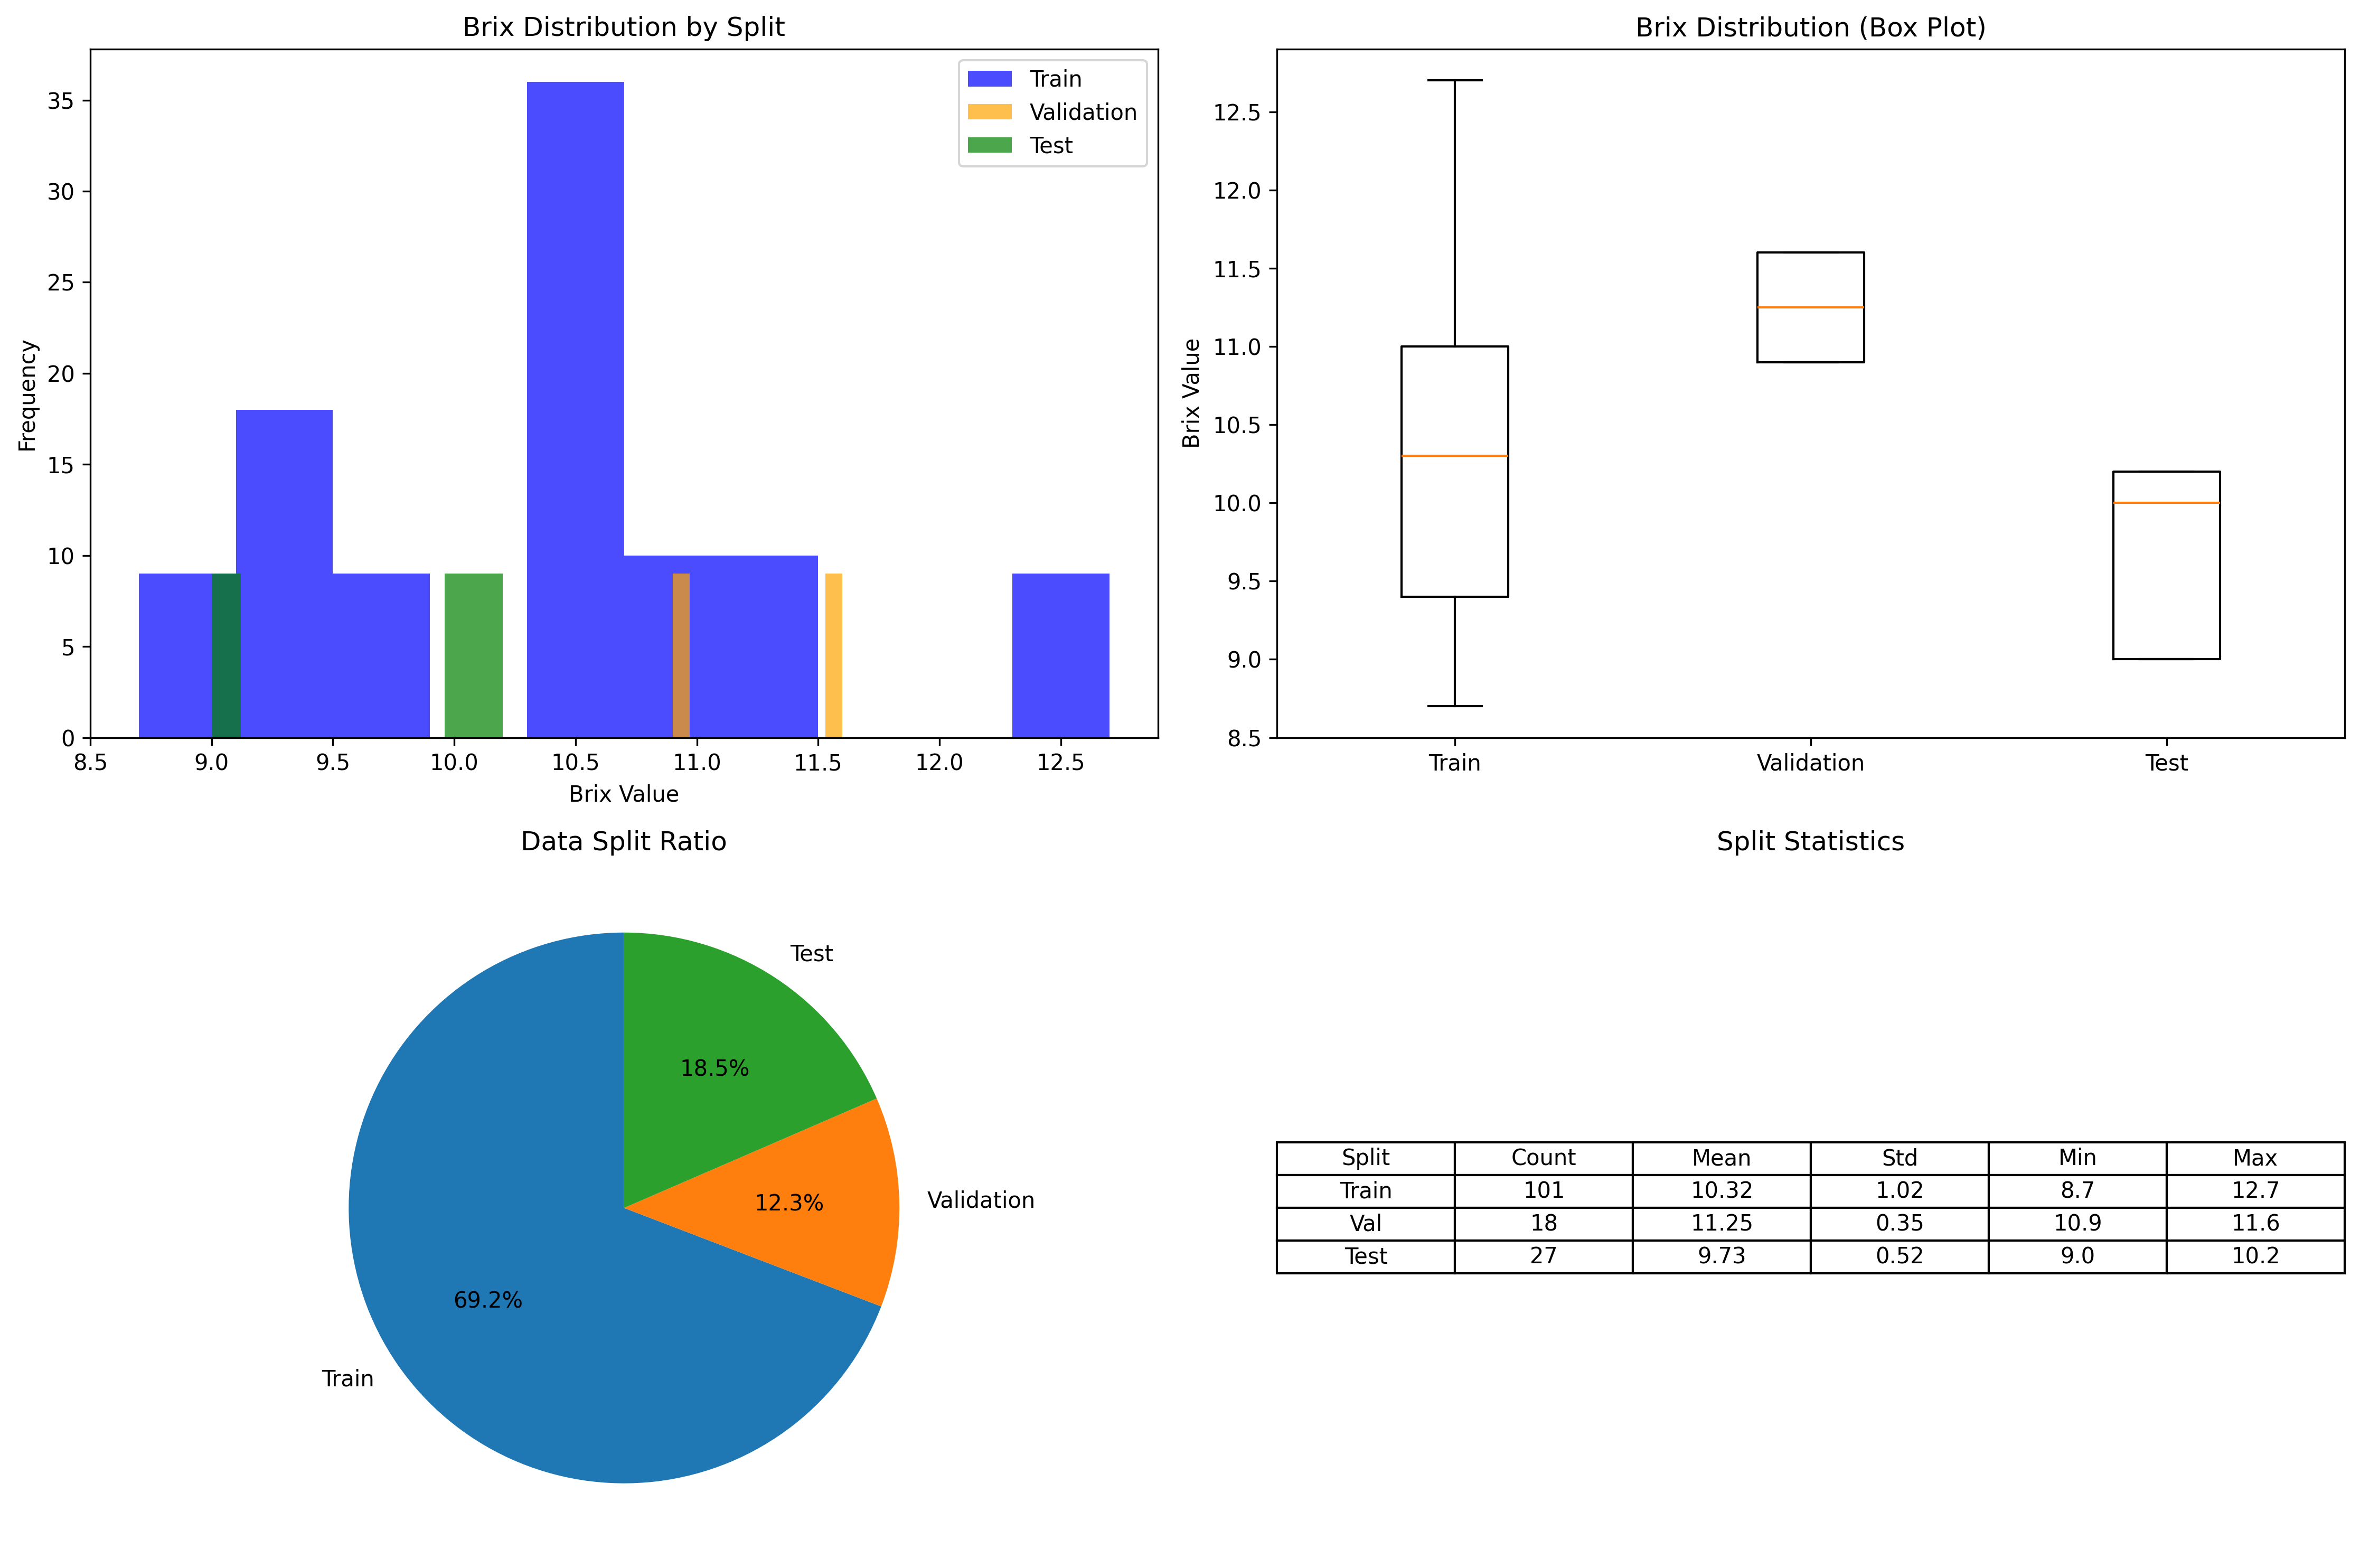 Brix Distribution by Split
Frequency
35
30
25
20
15
10
5
0
8.5 9.0 9.5 10.0 10.5 11.0 11.5 12.0 12.5
Brix Value
Train
Validation
Test
Brix Distribution (Box Plot)
Brix Value
12.5
12.0
11.5
11.0
10.5
10.0
9.5
9.0
8.5
Train Validation Test
Data Split Ratio
Test
18.5%
Validation
12.3%
69.2%
Train
Split Statistics
Split Count Mean Std Min Max
Train 101 10.32 1.02 8.7 12.7
Val 18 11.25 0.35 10.9 11.6
Test 27 9.73 0.52 9.0 10.2